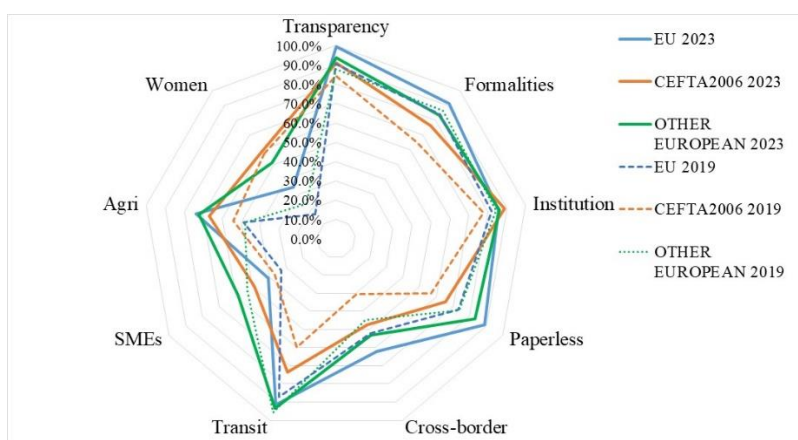 Transparency
100.0%
90.0%
80.0%
70.0%
60.0%
50.0%
40.0%
30.0%
20.0%
10.0%
0.0%
Women
Formalities
Agri
Institution
SMEs
Paperless
Transit
Cross-border
EU 2023
CEFTA2006 2023
OTHER
EUROPEAN 2023
EU 2019
CEFTA2006 2019
OTHER
EUROPEAN 2019